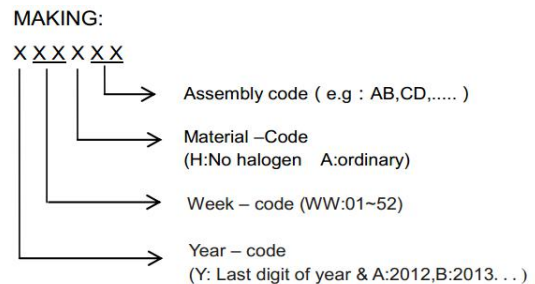 MAKING:
X X X X X X
Assembly code ( e.g : AB,CD,..... )
Material –Code
(H:No halogen A:ordinary)
Week – code (WW:01~52)
Year – code
(Y: Last digit of year & A:2012,B:2013. . . )